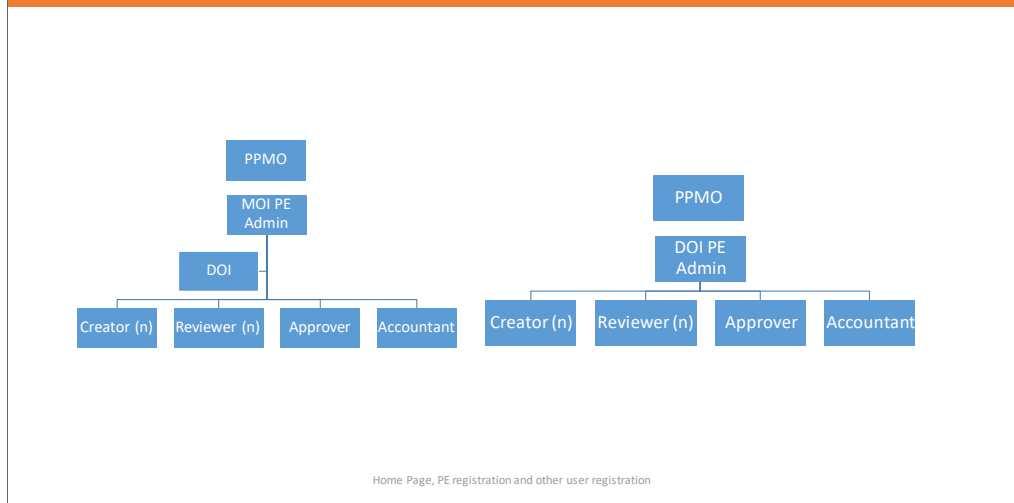 PPMO
MOI PE
Admin
DOI
Creator (n)
Reviewer (n)
Approver
Accountant
PPMO
DOI PE
Admin
Creator (n)
Reviewer (n)
Approver
Accountant
Home Page, PE registration and other user registration